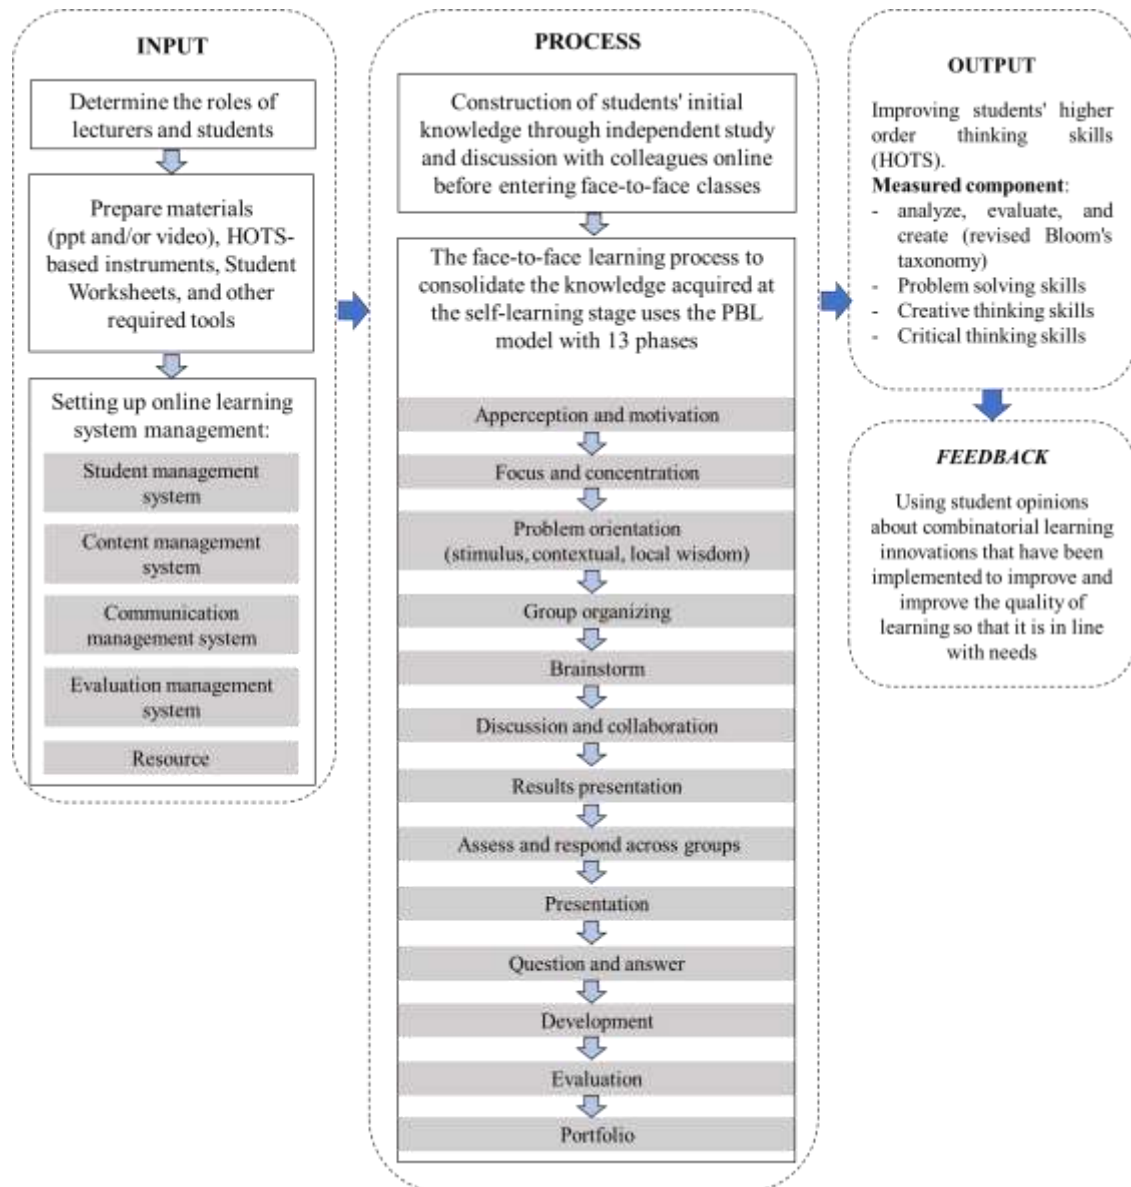 INPUT
Determine the roles of
lecturers and students
Prepare materials
(ppt and/or video), HOTS-
based instruments, Student
Worksheets, and other
required tools
Setting up online learning
system management:
Student management
system
Content management
system
Communication
management system
Evaluation management
system
Resource
PROCESS
Construction of students' initial
knowledge through independent study
and discussion with colleagues online
before entering face-to-face classes
The face-to-face learning process to
consolidate the knowledge acquired at
the self-learning stage uses the PBL
model with 13 phases
Apperception and motivation
Focus and concentration
Problem orientation
(stimulus, contextual, local wisdom)
Group organizing
Brainstorm
Discussion and collaboration
Results presentation
Assess and respond across groups
Presentation
Question and answer
Development
Evaluation
Portfolio
OUTPUT
Improving students' higher
order thinking skills
(HOTS).
Measured component:
- analyze, evaluate, and
create (revised Bloom's
taxonomy)
- Problem solving skills
- Creative thinking skills
- Critical thinking skills
FEEDBACK
Using student opinions
about combinatorial learning
innovations that have been
implemented to improve and
improve the quality of
learning so that it is in line
with needs